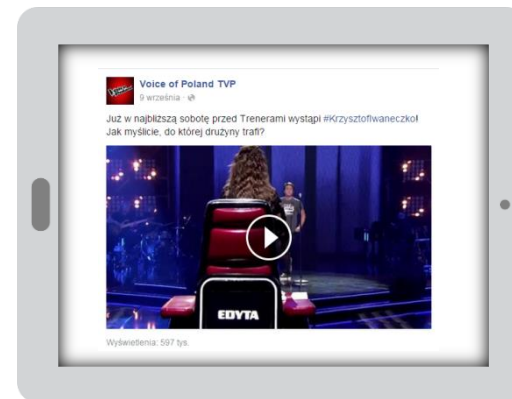 Voice of Poland TVP
9 września ·
Już w najbliższą sobotę przed Trenerami wystąpi #KrzysztofIwaneczko!
Jak myślicie, do której drużyny trafi?
EDYTA
Wyświetlenia: 597 tys.